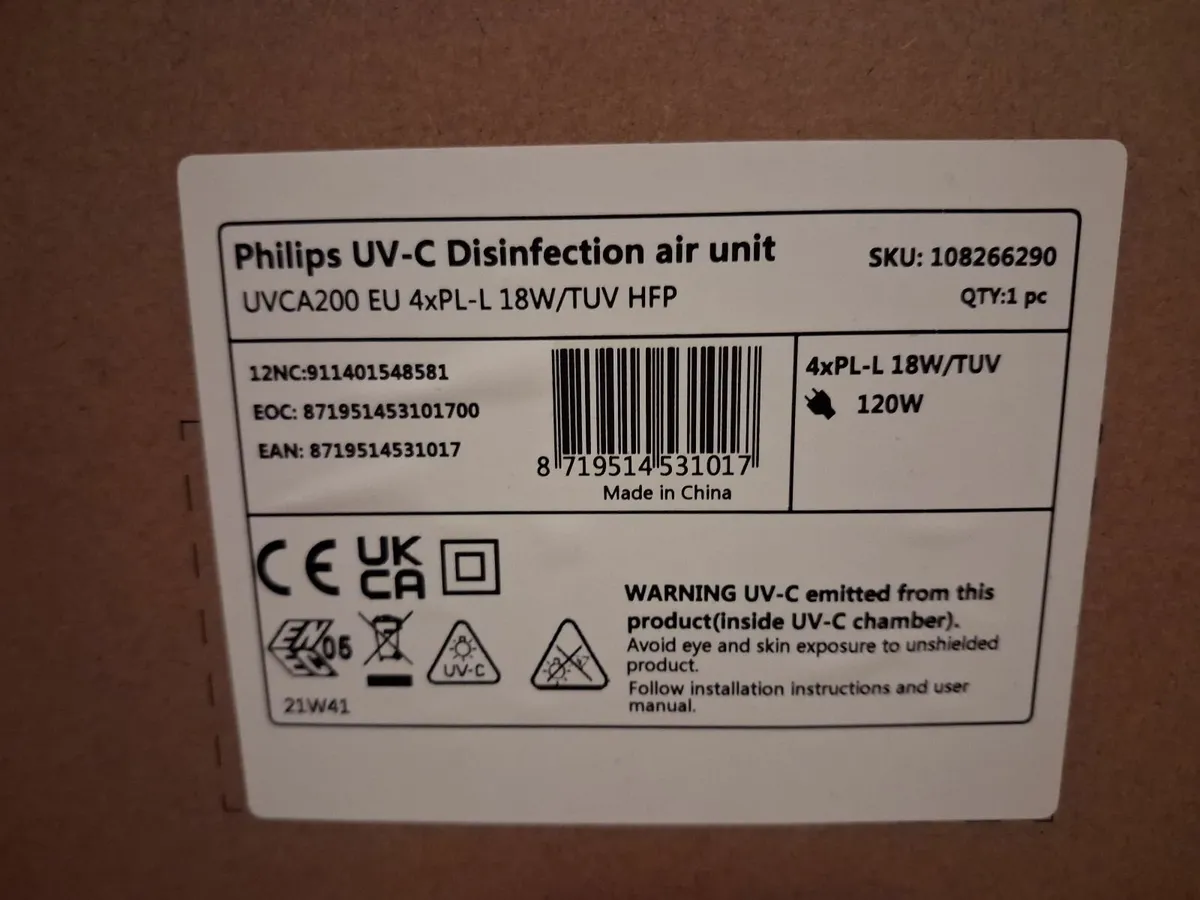 Philips UV-C Disinfection air unit
SKU: 108266290
UVCA200 EU 4xPL-L 18W/TUV HFP
QTY:1 pc
12NC:911401548581
EOC: 871951453101700
EAN: 8719514531017
8 719514 531017
Made in China
4xPL-L 18W/TUV
120W
CE
UK
CA
EN 05
UV-C
21W41
WARNING UV-C emitted from this
product(inside UV-C chamber).
Avoid eye and skin exposure to unshielded
product.
Follow installation instructions and user
manual.